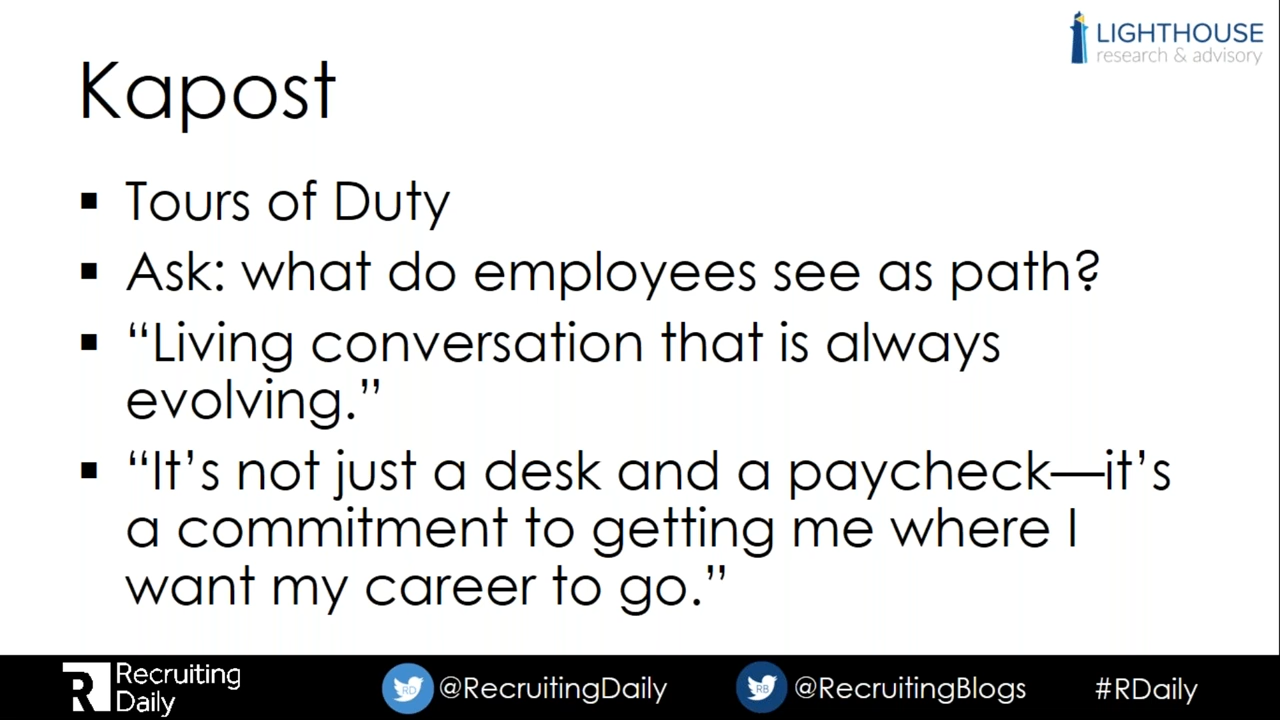 LIGHTHOUSE
research & advisory
Kapost
▪ Tours of Duty
▪ Ask: what do employees see as path?
▪ “Living conversation that is always
evolving.”
▪ “It’s not just a desk and a paycheck—it’s
a commitment to getting me where I
want my career to go.”
R Recruiting
Daily
RD @RecruitingDaily
RB @RecruitingBlogs
#RDaily